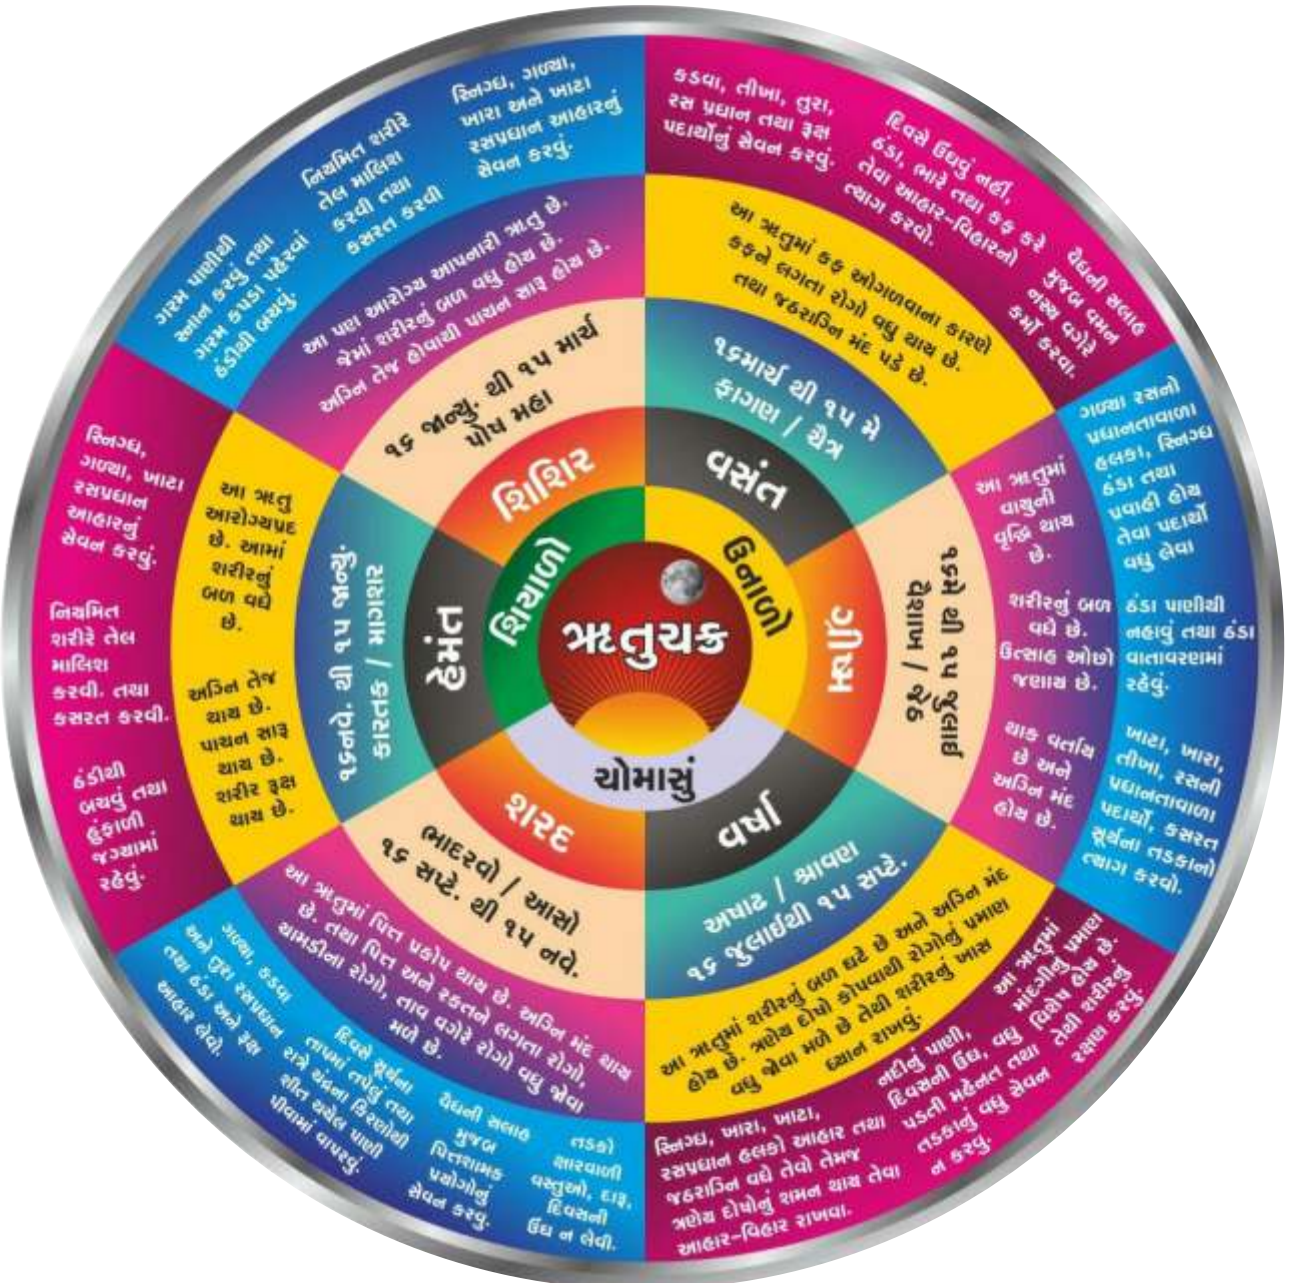 ઋતુચક્ર
ઉનાળો
ચોમાસું
શિયાળો
વસંત
ગ્રીષ્મ
વર્ષા
શરદ
હેમંત
શિશિર
૧૬માર્ચ થી ૧૫ મે
ફાગણ / ચૈત્ર
આ ઋતુમાં કફ ઓગળવાના કારણે
કફને લગતા રોગો વધુ થાય છે.
તથા જઠરાગ્નિ મંદ પડે છે.
કડવા, તીખા, તુરા,
રસ પ્રધાન તથા રૂક્ષ
પદાર્થોનું સેવન કરવું.
દિવસે ઉંઘવું નહીં.
ઠંડા, ભારે તથા કફ કરે
તેવા આહાર-વિહારનો
ત્યાગ કરવો.
વૈદ્યની સલાહ
મુજબ વમન
નસ્ય વગેરે
કર્મો કરવા.
૧૬મે થી ૧૫ જુલાઈ
વૈશાખ / જેઠ
આ ઋતુમાં
વાયુની
વૃદ્ધિ થાય
છે.
શરીરનું બળ
વધે છે.
ઉત્સાહ ઓછો
જણાય છે.
થાક વર્તાય
છે અને
અગ્નિ મંદ
હોય છે.
ગળ્યા રસનો
પ્રધાનતાવાળા
હલકા, સ્નિગ્ધ
ઠંડા તથા
પ્રવાહી હોય
તેવા પદાર્થો
વધુ લેવા
ઠંડા પાણીથી
નહાવું તથા ઠંડા
વાતાવરણમાં
રહેવું.
ખાટા, ખારા,
તીખા, રસની
પ્રધાનતાવાળા
પદાર્થો, કસરત
સૂર્યના તડકાનો
ત્યાગ કરવો.
અષાઢ / શ્રાવણ
૧૬ જુલાઈથી ૧૫ સપ્ટે.
આ ઋતુમાં શરીરનું બળ ઘટે છે અને અગ્નિ મંદ
હોય છે. ત્રણેય દોષો કોપવાથી રોગોનું પ્રમાણ
વધુ જોવા મળે છે તેથી શરીરનું ખાસ
ધ્યાન રાખવું.
આ ઋતુમાં
માંદગીનું પ્રમાણ
વિશેષ હોય છે.
તેથી શરીરનું
રક્ષણ કરવું
નદીનું પાણી,
દિવસની ઉંઘ, વધુ
પડતી મહેનત તથા
તડકાનું વધુ સેવન
ન કરવું.
સ્નિગ્ધ, ખારા, ખાટા,
રસપ્રધાન હલકો આહાર તથા
જઠરાગ્નિ વધે તેવો તેમજ
ત્રણેય દોષોનું શમન થાય તેવા
આહાર-વિહાર રાખવા.
ભાદરવો / આસો
૧૬ સપ્ટે. થી ૧૫ નવે.
આ ઋતુમાં પિત્ત પ્રકોપ થાય છે. અગ્નિ મંદ થાય
છે. તથા પિત્ત અને રક્તને લગતા રોગો,
ચામડીના રોગો, તાવ વગેરે રોગો વધુ જોવા
મળે છે.
ગળ્યા, કડવા
અને તુરા રસપ્રધાન
તથા ઠંડા અને રૂક્ષ
આહાર લેવો.
દિવસે સૂર્યના
તાપમાં તપેલું તથા
રાત્રે ચંદ્રના કિરણોથી
શીત થયેલ પાણી
પીવામાં વાપરવું.
વૈદ્યની સલાહ
મુજબ
પિત્તશામક
પ્રયોગોનું
સેવન કરવું.
તડકો
ક્ષારવાળી
વસ્તુઓ, દારૂ,
દિવસની
ઉંઘ ન લેવી.
૧૬નવે. થી ૧૫ જાન્યુ.
કારતક / માગશર
આ ઋતુ
આરોગ્યપ્રદ
છે. આમાં
શરીરનું
બળ વધે
છે.
અગ્નિ તેજ
થાય છે.
પાચન સારૂ
થાય છે.
શરીર રૂક્ષ
થાય છે.
સ્નિગ્ધ,
ગળ્યા, ખાટા
રસપ્રધાન
આહારનું
સેવન કરવું.
નિયમિત
શરીરે તેલ
માલિશ
કરવી. તથા
કસરત કરવી.
ઠંડીથી
બચવું તથા
હુંફાળી
જગ્યામાં
રહેવું.
૧૬ જાન્યુ. થી ૧૫ માર્ચ
પોષ મહા
આ પણ આરોગ્ય આપનારી ઋતુ છે.
જેમાં શરીરનું બળ વધુ હોય છે.
અગ્નિ તેજ હોવાથી પાચન સારૂ હોય છે.
ગરમ પાણીથી
સ્નાન કરવું તથા
ગરમ કપડા પહેરવાં
ઠંડીથી બચવું.
નિયમિત શરીરે
તેલ માલિશ
કરવી તથા
કસરત કરવી
સ્નિગ્ધ, ગળ્યા,
ખારા અને ખાટા
રસપ્રધાન આહારનું
સેવન કરવું.